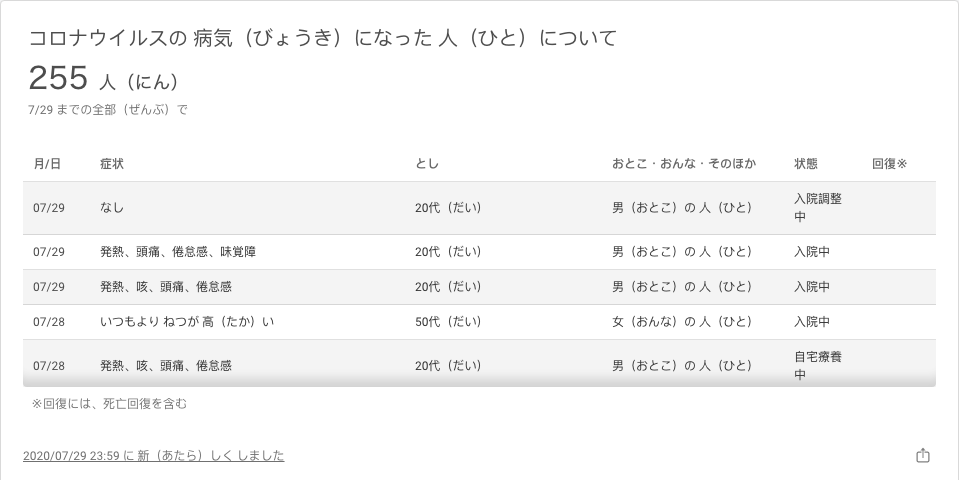 コロナウイルスの 病気（びょうき）になった 人（ひと）について
255 人（にん）
7/29 までの全部（ぜんぶ）で
月/日 症状 とし おとこ・おんな・そのほか 状態 回復※
07/29 なし 20代（だい） 男（おとこ）の 人（ひと） 入院調整
中
07/29 発熱、頭痛、倦怠感、味覚障 20代（だい） 男（おとこ）の 人（ひと） 入院中
07/29 発熱、咳、頭痛、倦怠感 20代（だい） 男（おとこ）の 人（ひと） 入院中
07/28 いつもより ねつが 高（たか）い 50代（だい） 女（おんな）の 人（ひと） 入院中
07/28 発熱、咳、頭痛、倦怠感 20代（だい） 男（おとこ）の 人（ひと） 自宅療養
中
※回復には、死亡回復を含む
2020/07/29 23:59 に 新（あたら）しく しました